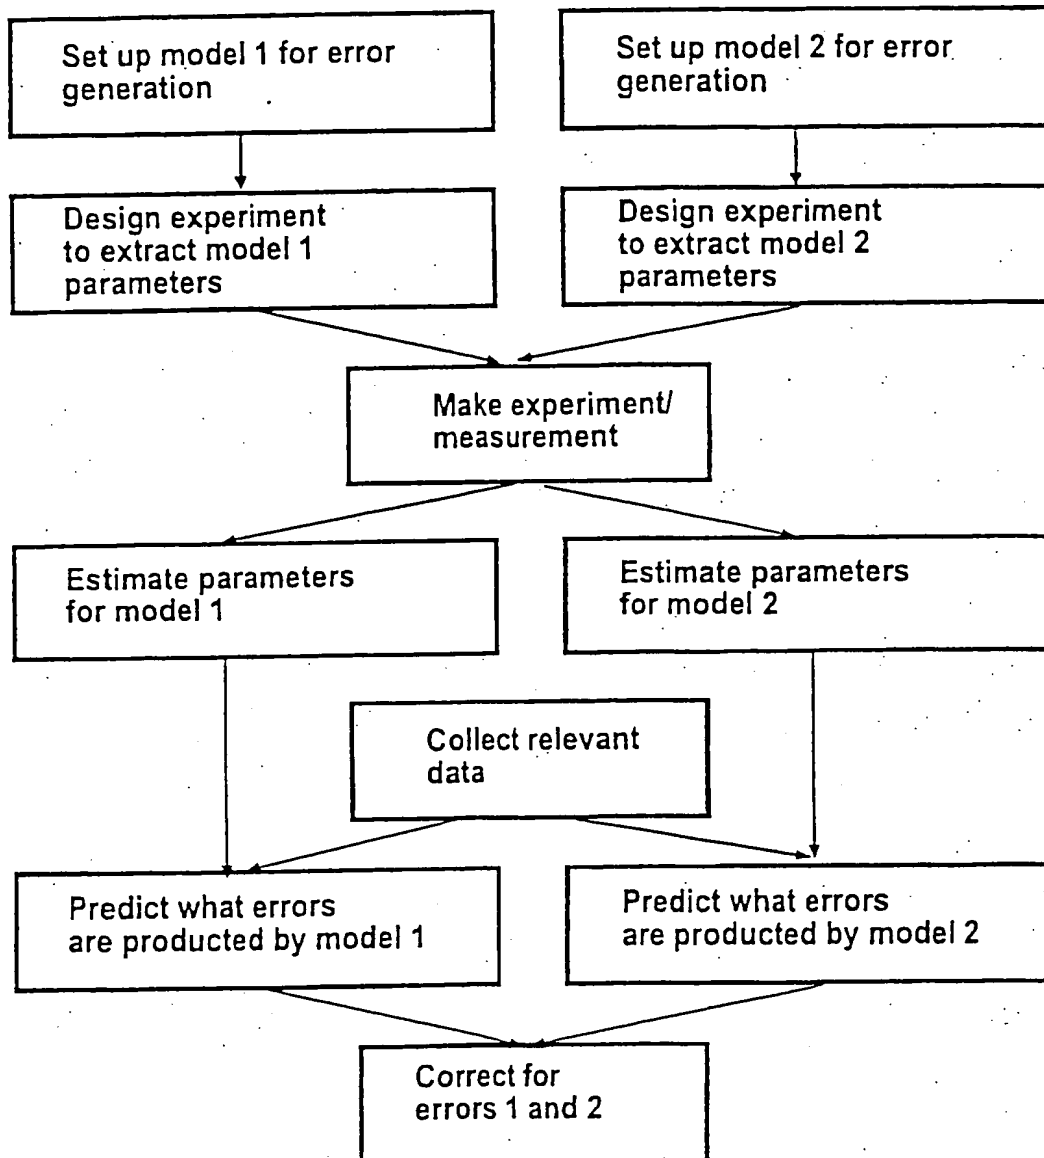 Set up model 1 for error
generation
Set up model 2 for error
generation
Design experiment
to extract model 1
parameters
Design experiment
to extract model 2
parameters
Make experiment/
measurement
Estimate parameters
for model 1
Estimate parameters
for model 2
Collect relevant
data
Predict what errors
are producted by model 1
Predict what errors
are producted by model 2
Correct for
errors 1 and 2